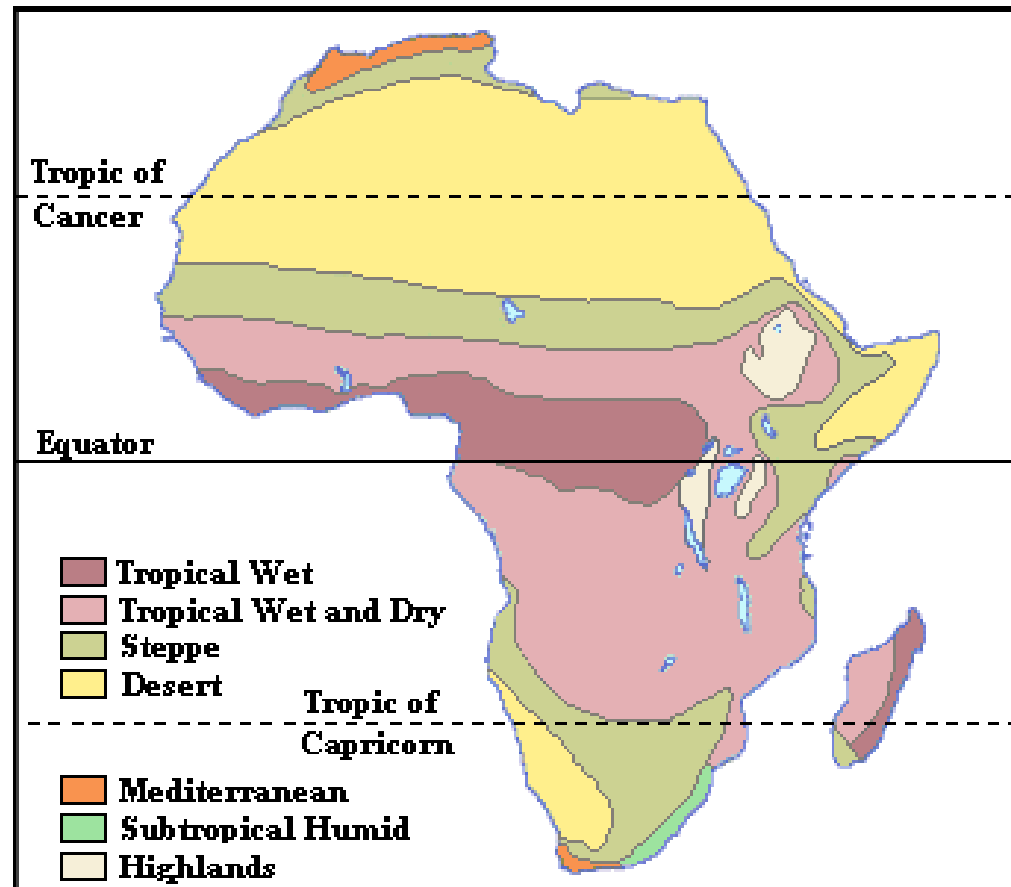 Tropic of
Cancer
Equator
Tropical Wet
Tropical Wet and Dry
Steppe
Desert
Tropic of
Capricorn
Mediterranean
Subtropical Humid
Highlands